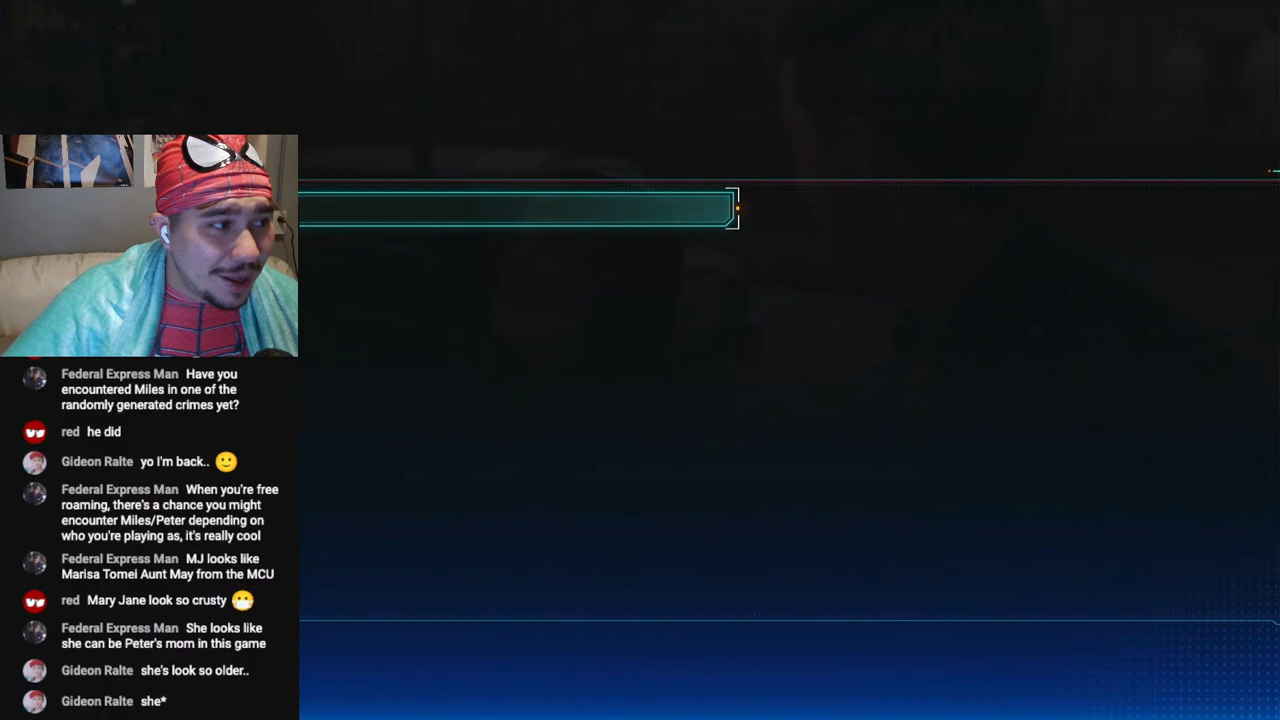 Federal Express Man Have you
encountered Miles in one of the
randomly generated crimes yet?
red he did
Gideon Ralte yo I'm back.. 🙂
Federal Express Man When you're free
roaming, there's a chance you might
encounter Miles/Peter depending on
who you're playing as, it's really cool
Federal Express Man MJ looks like
Marisa Tomei Aunt May from the MCU
red Mary Jane look so crusty 😷
Federal Express Man She looks like
she can be Peter's mom in this game
Gideon Ralte she's look so older..
Gideon Ralte she*